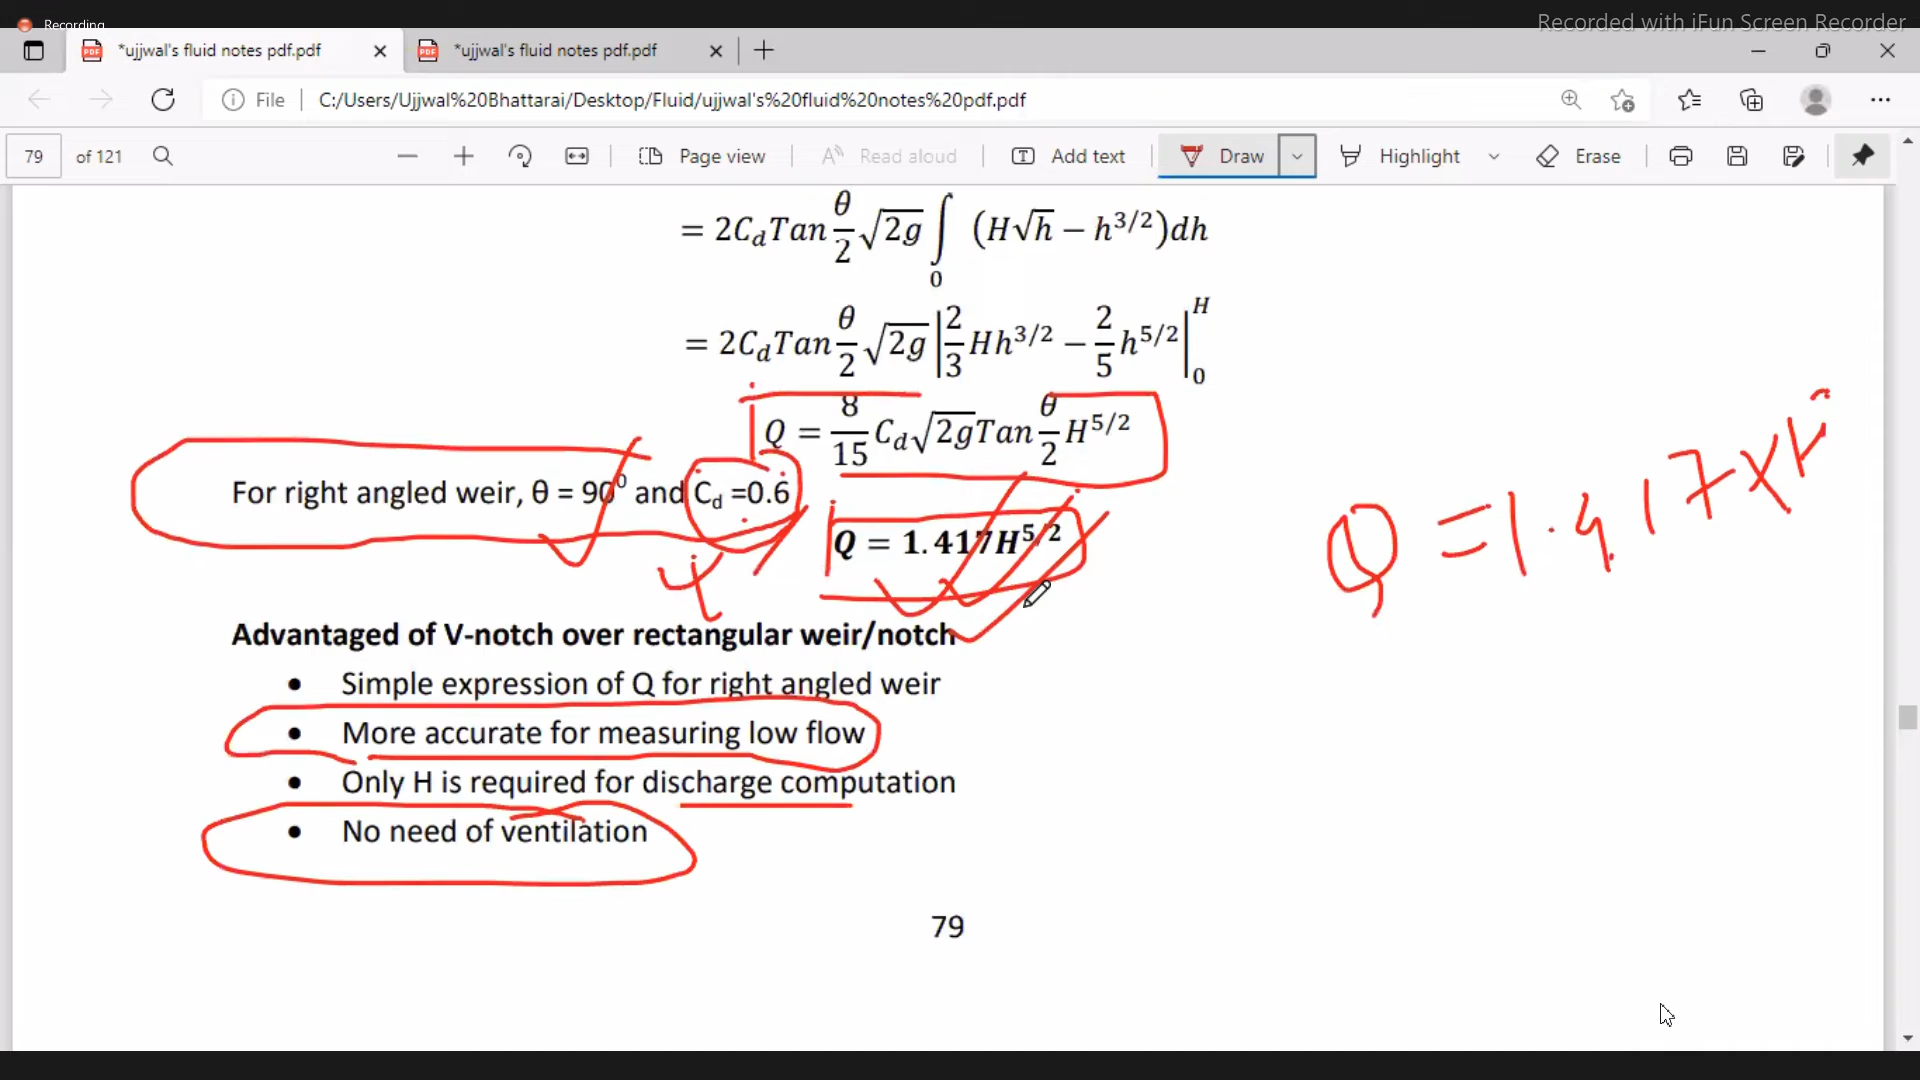 Recording
Recorded with iFun Screen Recorder
*ujjwal's fluid notes pdf.pdf
*ujjwal's fluid notes pdf.pdf
File
C:/Users/Ujjwal%20Bhattarai/Desktop/Fluid/ujjwal's%20fluid%20notes%20pdf.pdf
79 of 121
Page view
Read aloud
Add text
Draw
Highlight
Erase
= 2C_d Tan θ/2 √2g ∫_0 (H√h − h^{3/2})dh
= 2C_d Tan θ/2 √2g |2/3 Hh^{3/2} − 2/5 h^{5/2}|_0^H
Q = 8/15 C_d √2g Tan θ/2 H^{5/2}
For right angled weir, θ = 90^0 and C_d =0.6
Q = 1.417H^{5/2}
Q = 1.417 × H
Advantaged of V-notch over rectangular weir/notch
• Simple expression of Q for right angled weir
• More accurate for measuring low flow
• Only H is required for discharge computation
• No need of ventilation
79